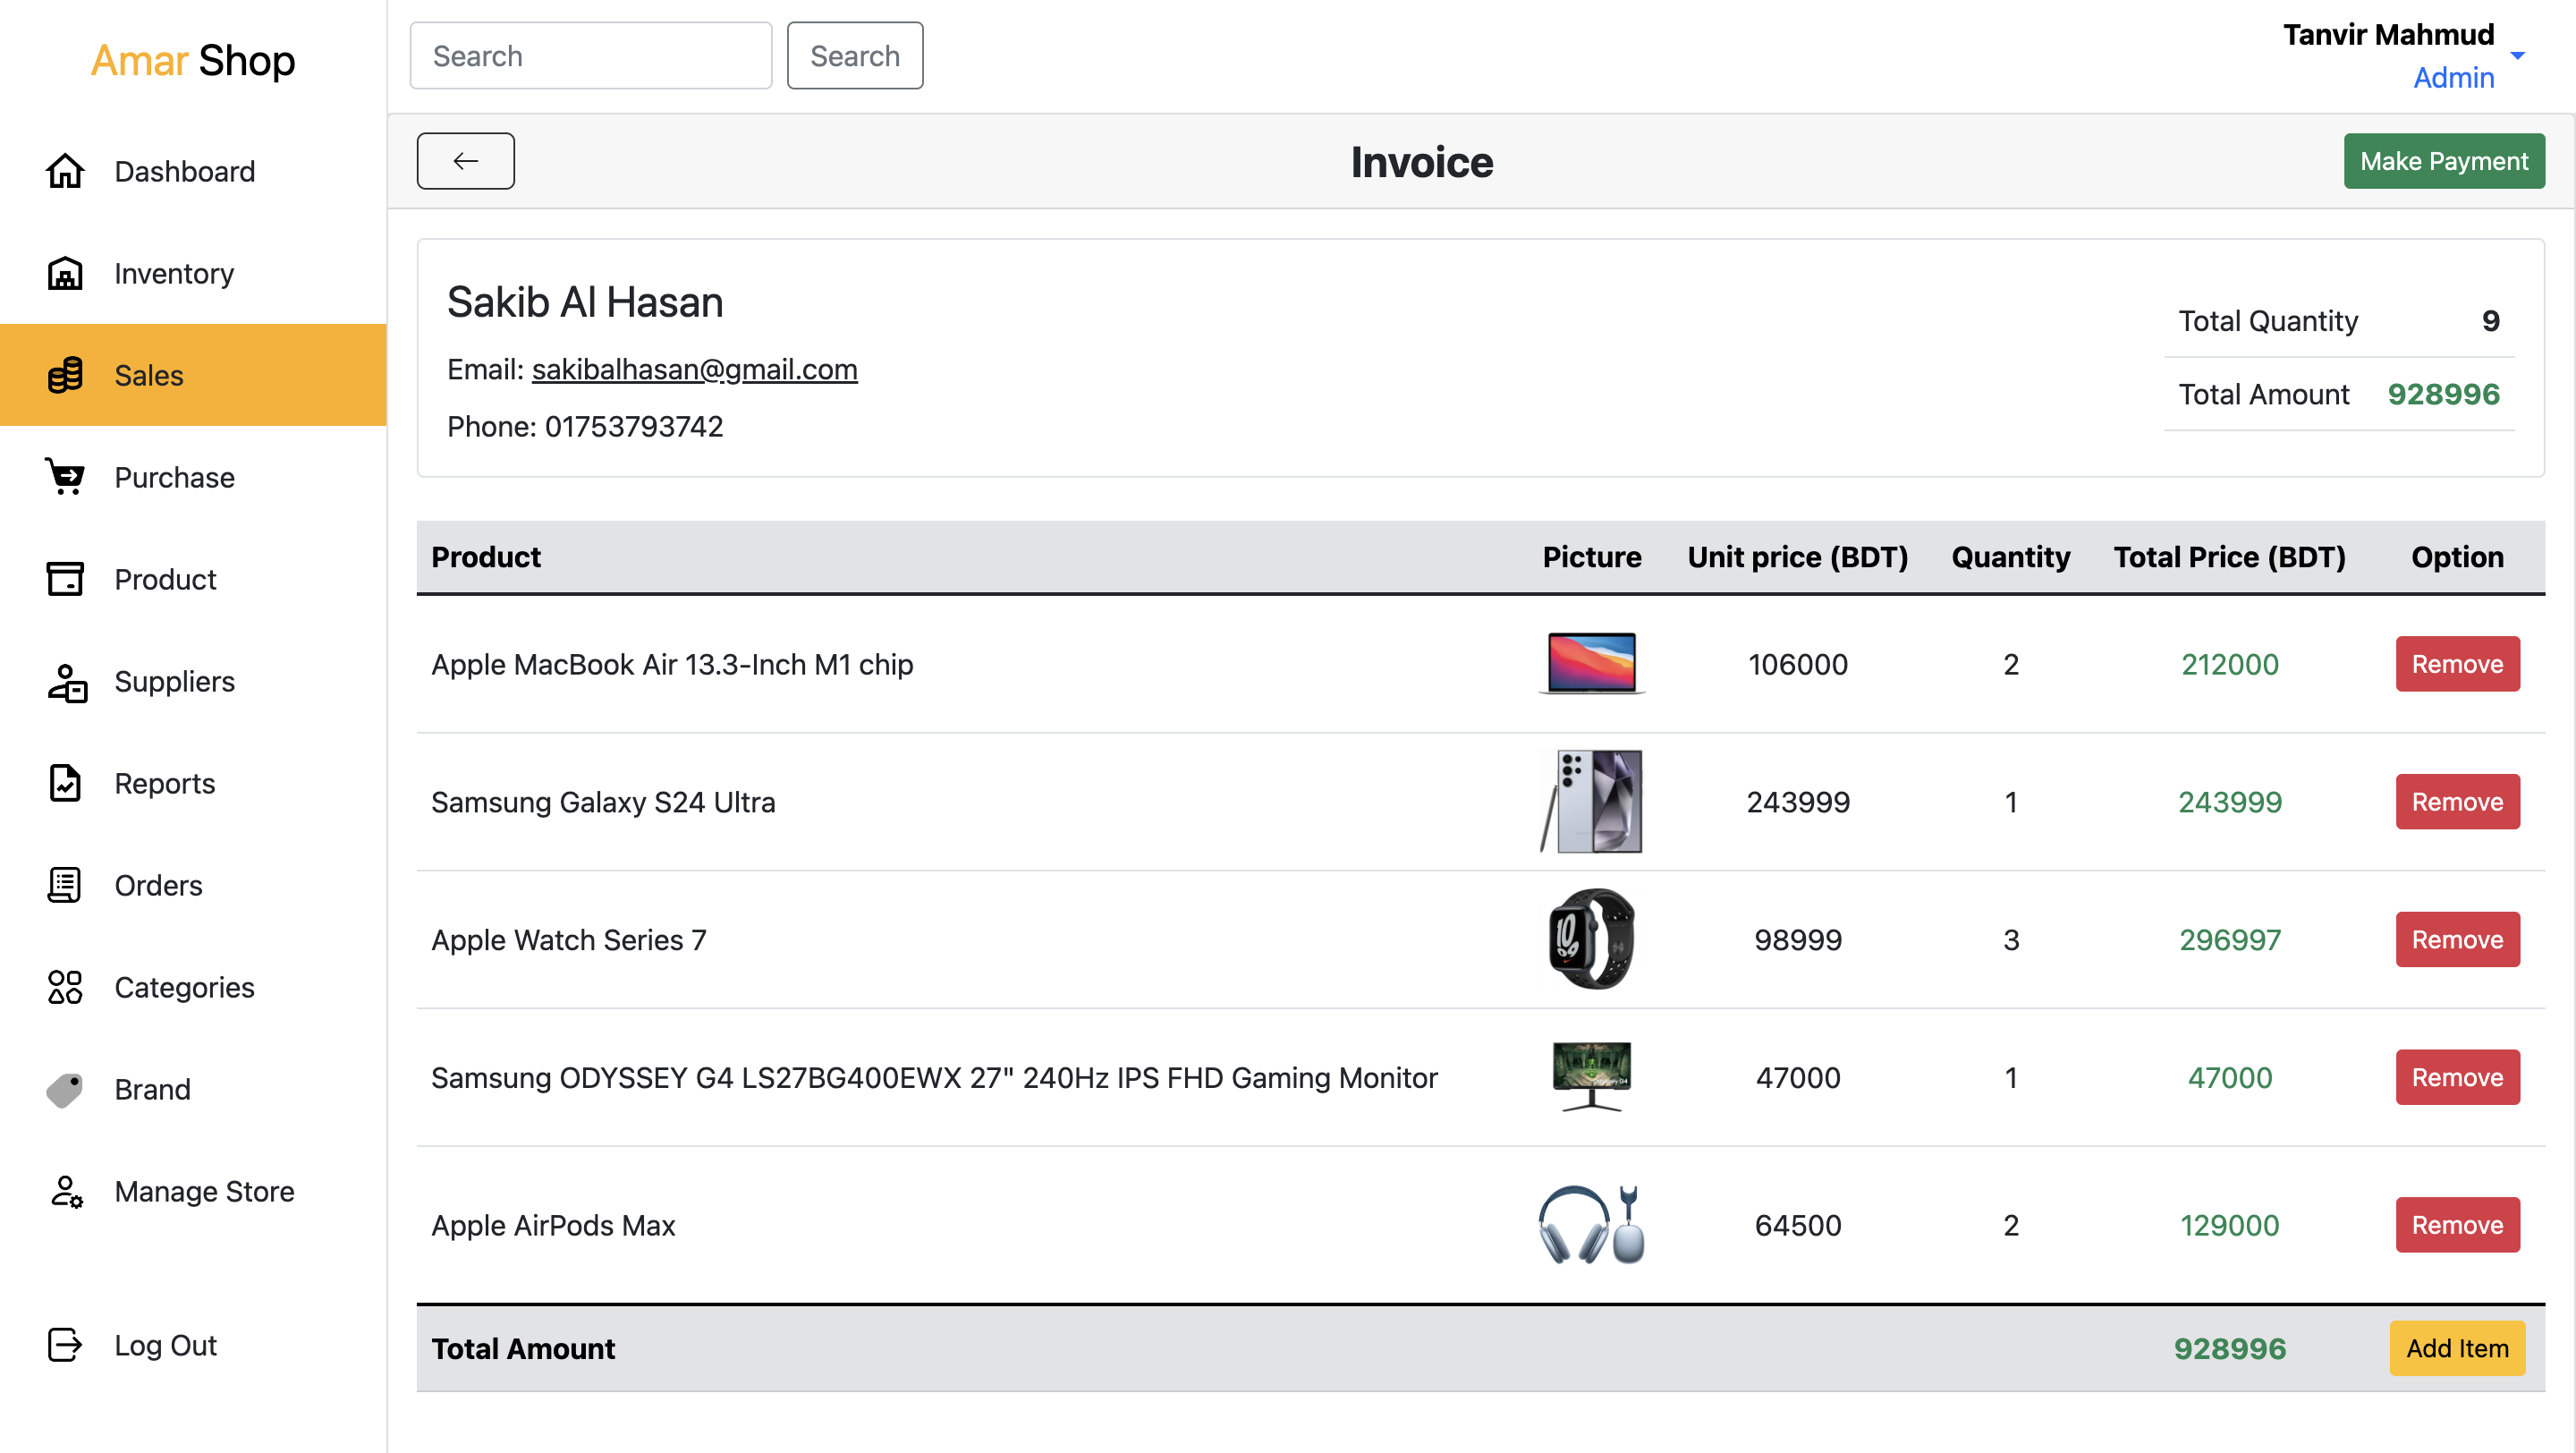 Amar Shop
Search
Search
Tanvir Mahmud
Admin
Dashboard
Inventory
Sales
Purchase
Product
Suppliers
Reports
Orders
Categories
Brand
Manage Store
Log Out
Invoice
Make Payment
Sakib Al Hasan
Email: sakibalhasan@gmail.com
Phone: 01753793742
Total Quantity 9
Total Amount 928996
Product Picture Unit price (BDT) Quantity Total Price (BDT) Option
Apple MacBook Air 13.3-Inch M1 chip 106000 2 212000 Remove
Samsung Galaxy S24 Ultra 243999 1 243999 Remove
Apple Watch Series 7 98999 3 296997 Remove
Samsung ODYSSEY G4 LS27BG400EWX 27" 240Hz IPS FHD Gaming Monitor 47000 1 47000 Remove
Apple AirPods Max 64500 2 129000 Remove
Total Amount 928996 Add Item